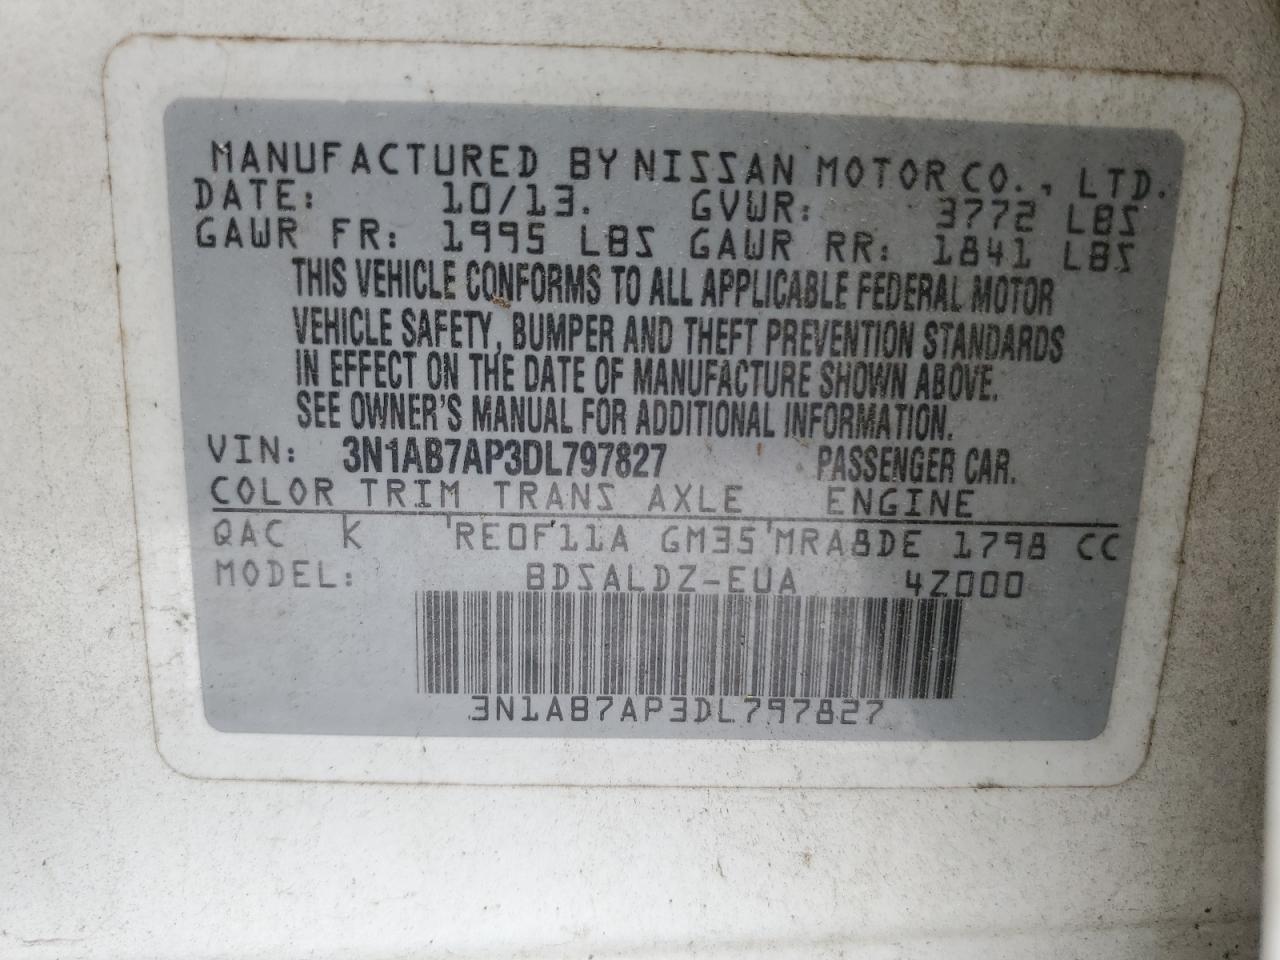 MANUFACTURED BY NISSAN MOTOR CO., LTD.
DATE: 10/13. GVWR: 3772 LBS
GAWR FR: 1995 LBS GAWR RR: 1841 LBS
THIS VEHICLE CONFORMS TO ALL APPLICABLE FEDERAL MOTOR
VEHICLE SAFETY, BUMPER AND THEFT PREVENTION STANDARDS
IN EFFECT ON THE DATE OF MANUFACTURE SHOWN ABOVE.
SEE OWNER'S MANUAL FOR ADDITIONAL INFORMATION.
VIN: 3N1AB7AP3DL797827 PASSENGER CAR.
COLOR TRIM TRANS AXLE ENGINE
QAC K 'RE0F11A GM35'MRA8DE 1798 CC
MODEL: BDSALDZ-EUA 4Z000
3N1AB7AP3DL797827